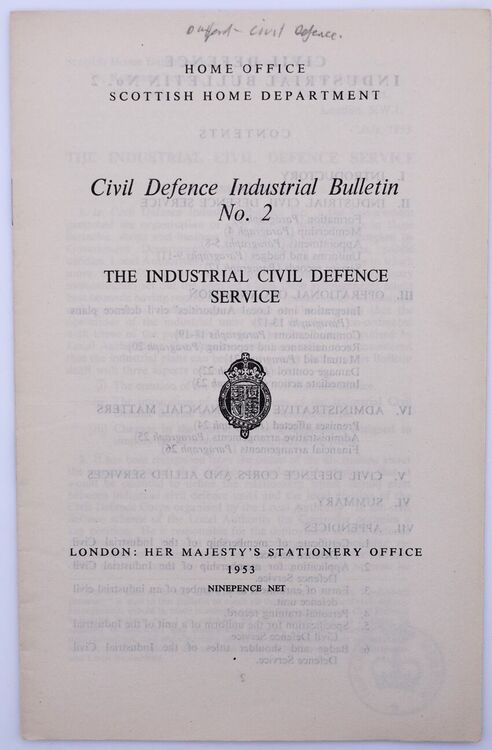 Civil Defence.
HOME OFFICE
SCOTTISH HOME DEPARTMENT
Civil Defence Industrial Bulletin
No. 2
THE INDUSTRIAL CIVIL DEFENCE
SERVICE
LONDON: HER MAJESTY'S STATIONERY OFFICE
1953
NINEPENCE NET